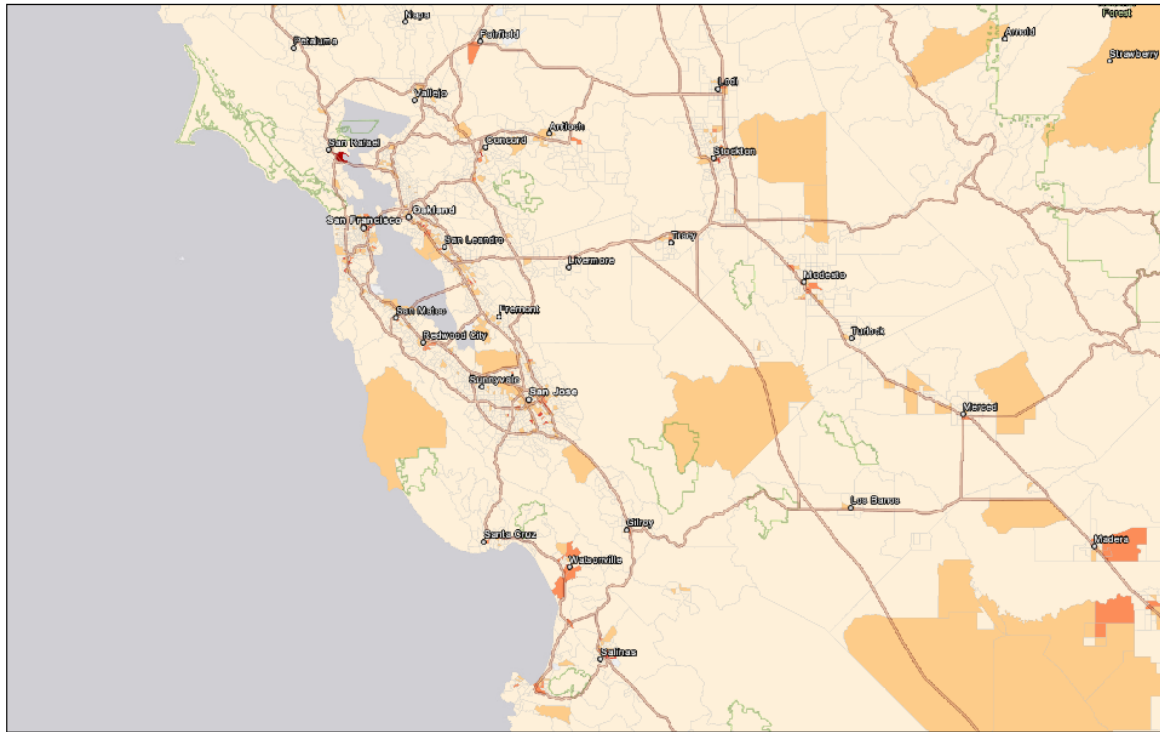 Napa
Forest
Petaluma
Fairfield
Arnold
Strawberry
Vallejo
Lodi
Antioch
San Rafael
Concord
Stockton
Oakland
San Francisco
San Leandro
Tracy
Livermore
Modesto
San Mateo
Fremont
Redwood City
Turlock
Sunnyvale
San Jose
Merced
Los Banos
Gilroy
Santa Cruz
Madera
Watsonville
Salinas